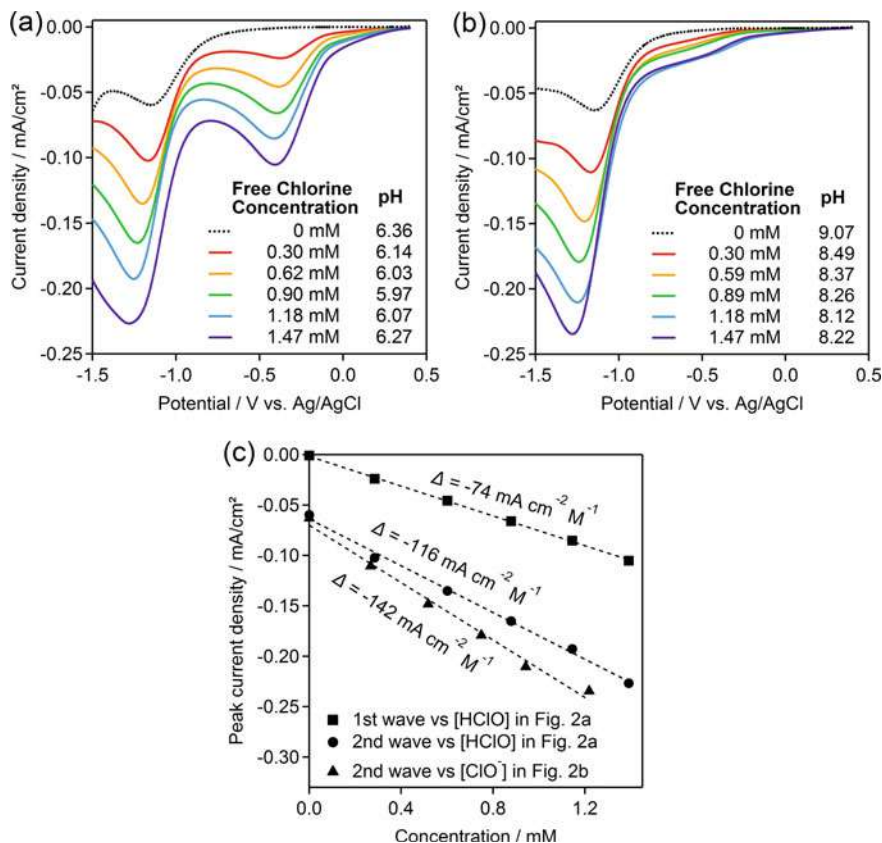 (a)
0.00
-0.05
-0.10
-0.15
-0.20
-0.25
Current density / mA/cm²
Free Chlorine Concentration pH
0 mM 6.36
0.30 mM 6.14
0.62 mM 6.03
0.90 mM 5.97
1.18 mM 6.07
1.47 mM 6.27
-1.5 -1.0 -0.5 0.0 0.5
Potential / V vs. Ag/AgCl
(b)
0.00
-0.05
-0.10
-0.15
-0.20
-0.25
Current density / mA/cm²
Free Chlorine Concentration pH
0 mM 9.07
0.30 mM 8.49
0.59 mM 8.37
0.89 mM 8.26
1.18 mM 8.12
1.47 mM 8.22
-1.5 -1.0 -0.5 0.0 0.5
Potential / V vs. Ag/AgCl
(c)
0.00
-0.05
-0.10
-0.15
-0.20
-0.25
-0.30
Peak current density / mA/cm²
Δ = -74 mA cm⁻² M⁻¹
Δ = -116 mA cm⁻² M⁻¹
Δ = -142 mA cm⁻² M⁻¹
1st wave vs [HClO] in Fig. 2a
2nd wave vs [HClO] in Fig. 2a
2nd wave vs [ClO⁻] in Fig. 2b
0.0 0.4 0.8 1.2
Concentration / mM